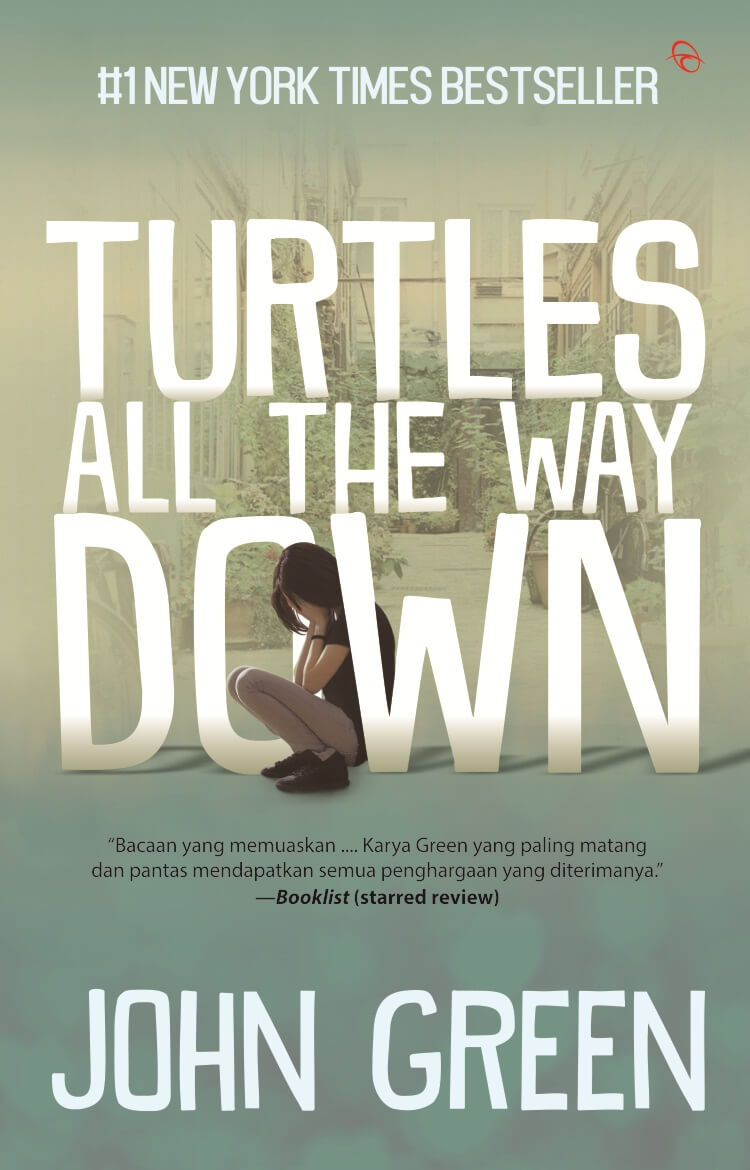 #1 NEW YORK TIMES BESTSELLER
TURTLES
ALL THE WAY
DOWN
“Bacaan yang memuaskan .... Karya Green yang paling matang
dan pantas mendapatkan semua penghargaan yang diterimanya.”
—Booklist (starred review)
JOHN GREEN